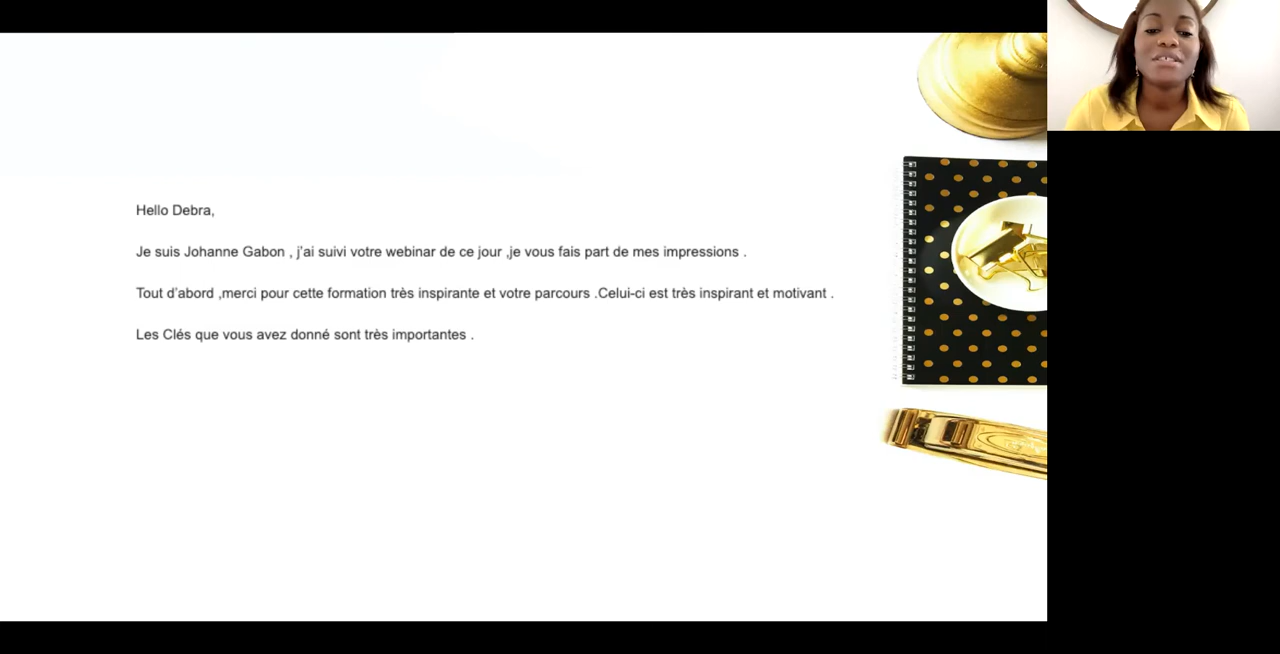 Hello Debra,
Je suis Johanne Gabon , j'ai suivi votre webinar de ce jour ,je vous fais part de mes impressions .
Tout d'abord ,merci pour cette formation très inspirante et votre parcours .Celui-ci est très inspirant et motivant .
Les Clés que vous avez donné sont très importantes .